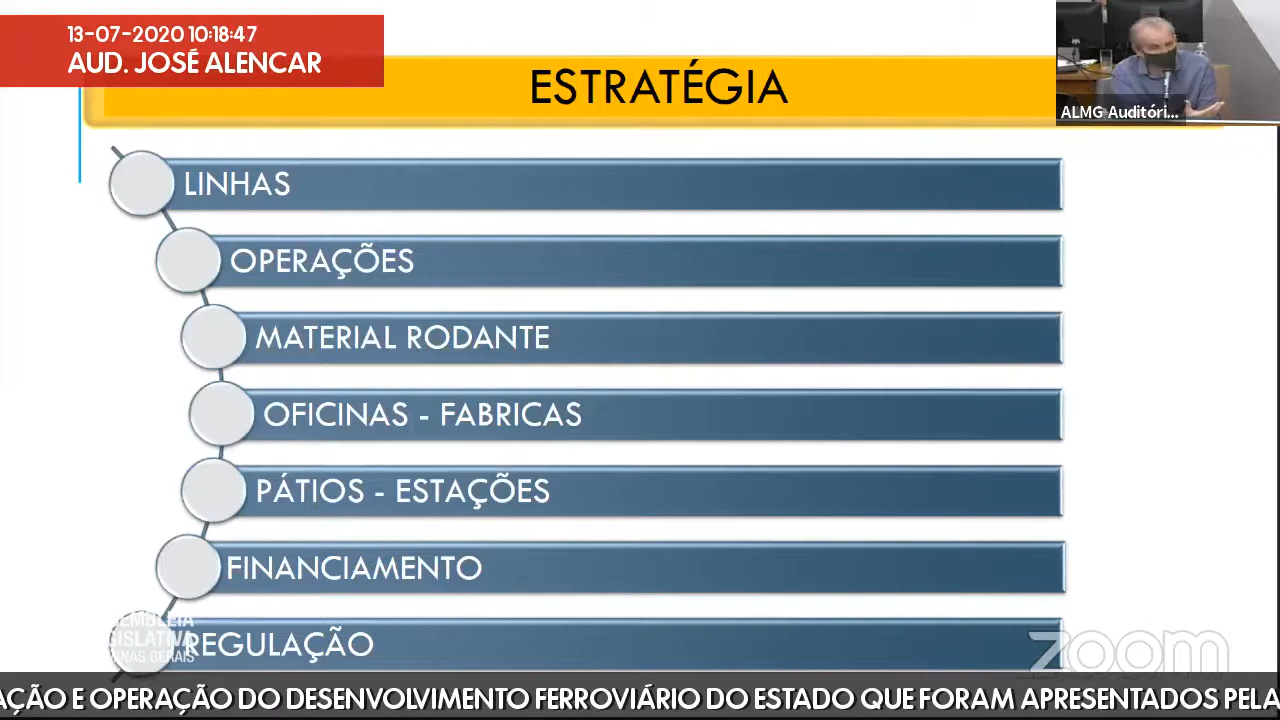 13-07-2020 10:18:47
AUD. JOSÉ ALENCAR
ESTRATÉGIA
ALMG Auditóri...
LINHAS
OPERAÇÕES
MATERIAL RODANTE
OFICINAS - FABRICAS
PÁTIOS - ESTAÇÕES
FINANCIAMENTO
REGULAÇÃO
zoom
AÇÃO E OPERAÇÃO DO DESENVOLVIMENTO FERROVIÁRIO DO ESTADO QUE FORAM APRESENTADOS PELA